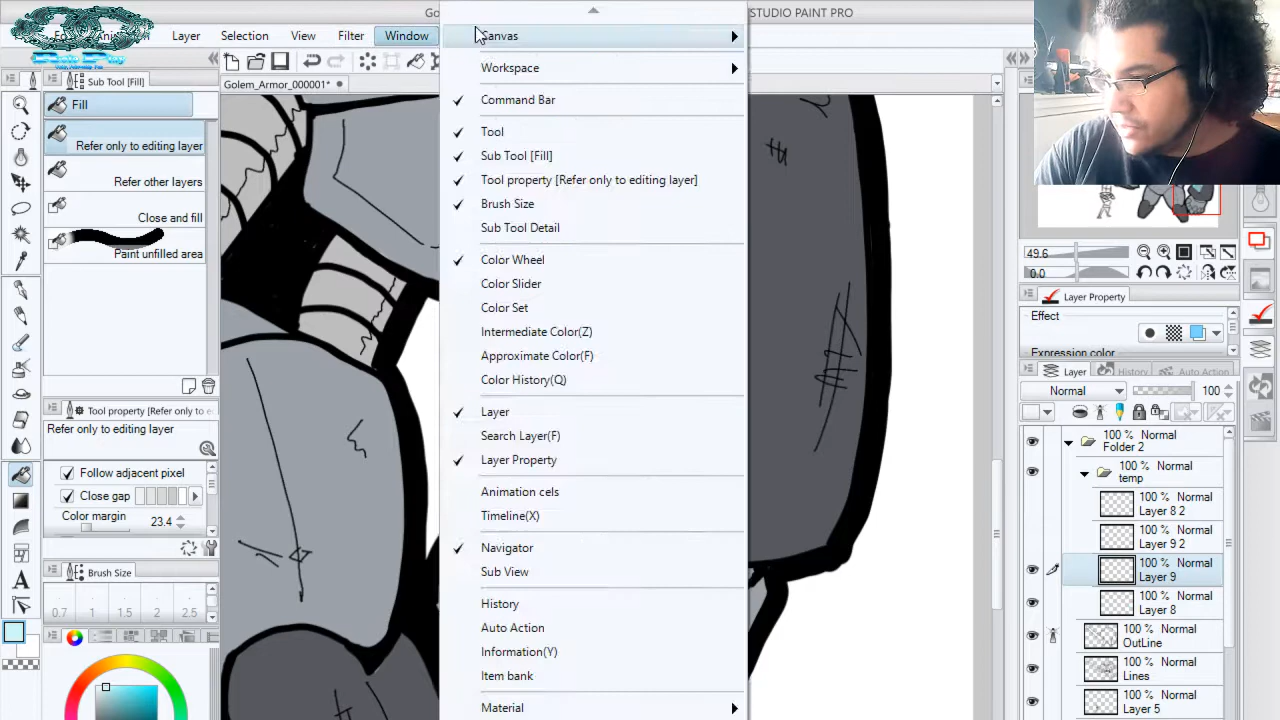 Go
STUDIO PAINT PRO
Layer
Selection
View
Filter
Window
Canvas
Workspace
Command Bar
Tool
Sub Tool [Fill]
Tool property [Refer only to editing layer]
Brush Size
Sub Tool Detail
Color Wheel
Color Slider
Color Set
Intermediate Color(Z)
Approximate Color(F)
Color History(Q)
Layer
Search Layer(F)
Layer Property
Animation cels
Timeline(X)
Navigator
Sub View
History
Auto Action
Information(Y)
Item bank
Material
Sub Tool [Fill]
Golem_Armor_000001*
Fill
Refer only to editing layer
Refer other layers
Close and fill
Paint unfilled area
Tool property [Refer only to e
Refer only to editing layer
Follow adjacent pixel
Close gap
Color margin
23.4
Brush Size
0.7
1
1.5
2
2.5
49.6
0.0
Layer Property
Effect
Expression color
Layer
History
Auto Action
Normal
100
100 % Normal
Folder 2
100 % Normal
temp
100 % Normal
Layer 8 2
100 % Normal
Layer 9 2
100 % Normal
Layer 9
100 % Normal
Layer 8
100 % Normal
OutLine
100 % Normal
Lines
100 % Normal
Layer 5